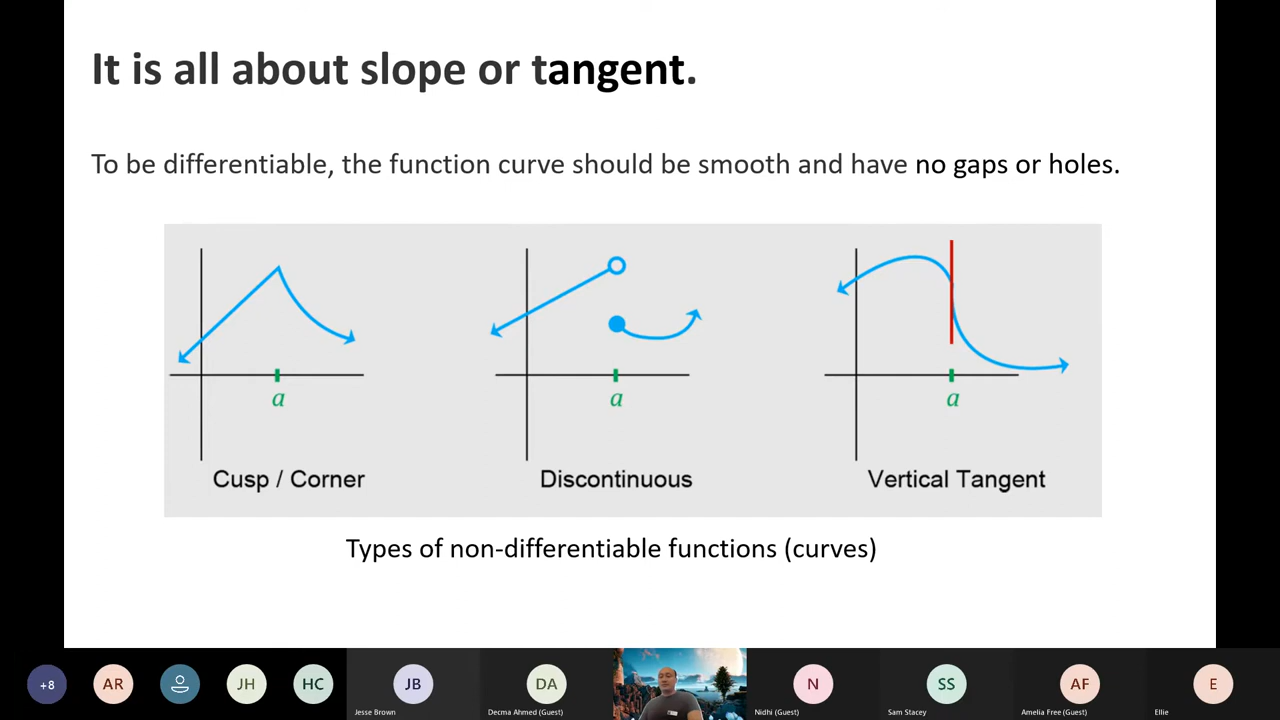 It is all about slope or tangent.
To be differentiable, the function curve should be smooth and have no gaps or holes.
a
a
a
Cusp / Corner
Discontinuous
Vertical Tangent
Types of non-differentiable functions (curves)
+8
AR
JH
HC
JB
DA
N
SS
AF
E
Jesse Brown
Decma Ahmed (Guest)
Nidhi (Guest)
Sam Stacey
Amelia Free (Guest)
Ellie